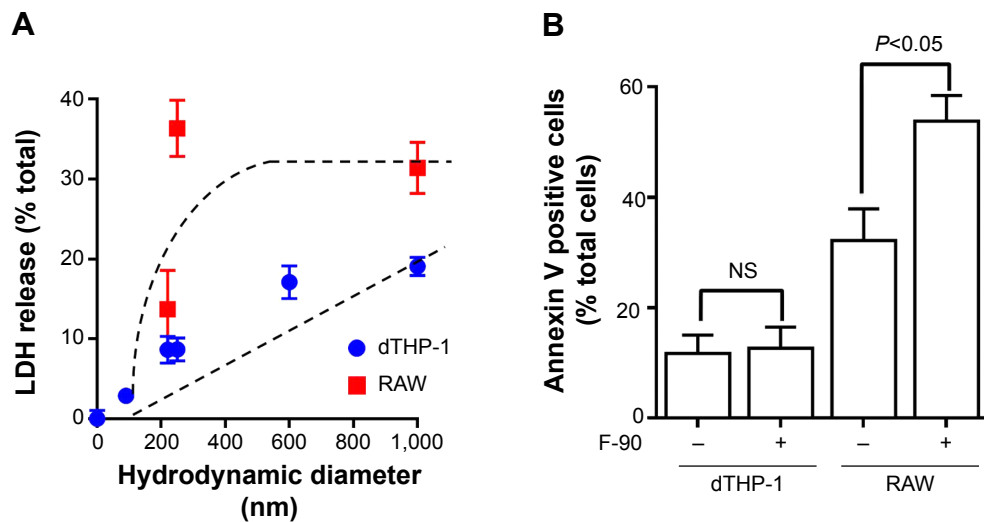 A
LDH release (% total)
40
30
20
10
0
0 200 400 600 800 1,000
Hydrodynamic diameter
(nm)
dTHP-1
RAW
B
Annexin V positive cells
(% total cells)
60
40
20
0
NS
P<0.05
F-90 – + – +
dTHP-1 RAW